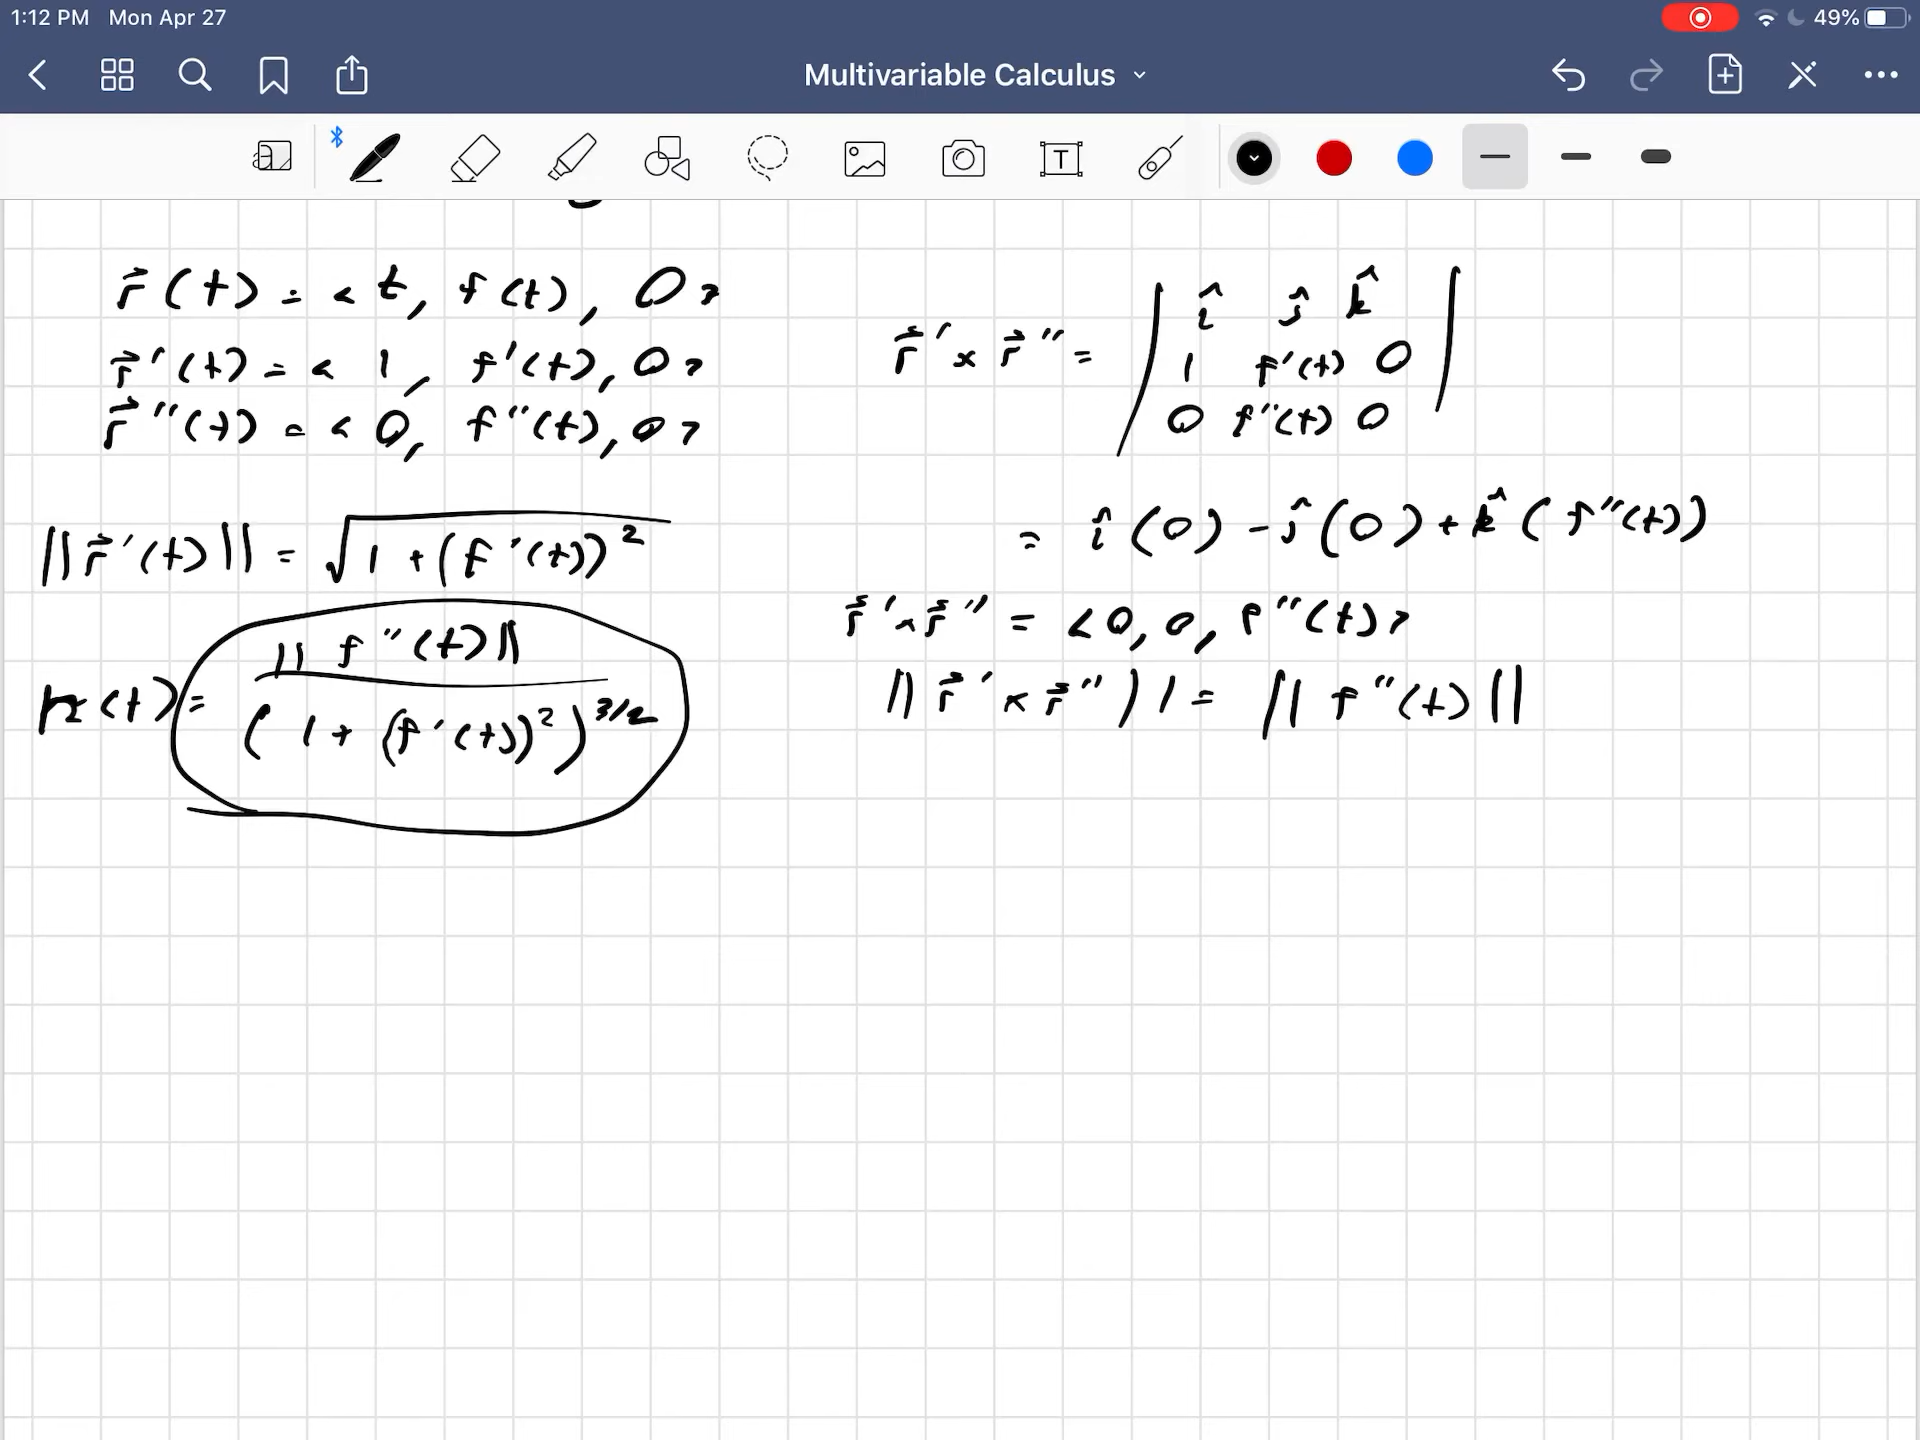 1:12 PM Mon Apr 27
49%
Multivariable Calculus
r⃗(t) = < t, f(t), 0 >
r⃗'(t) = < 1, f'(t), 0 >
r⃗''(t) = < 0, f''(t), 0 >
||r⃗'(t)|| = √(1 + (f'(t))²)
κ(t) = ||f''(t)|| / (1 + (f'(t))²)^(3/2)
r⃗' × r⃗'' = | î ĵ k̂
1 f'(t) 0
0 f''(t) 0 |
= î(0) - ĵ(0) + k̂(f''(t))
r⃗' × r⃗'' = < 0, 0, f''(t) >
||r⃗' × r⃗''|| = ||f''(t)||